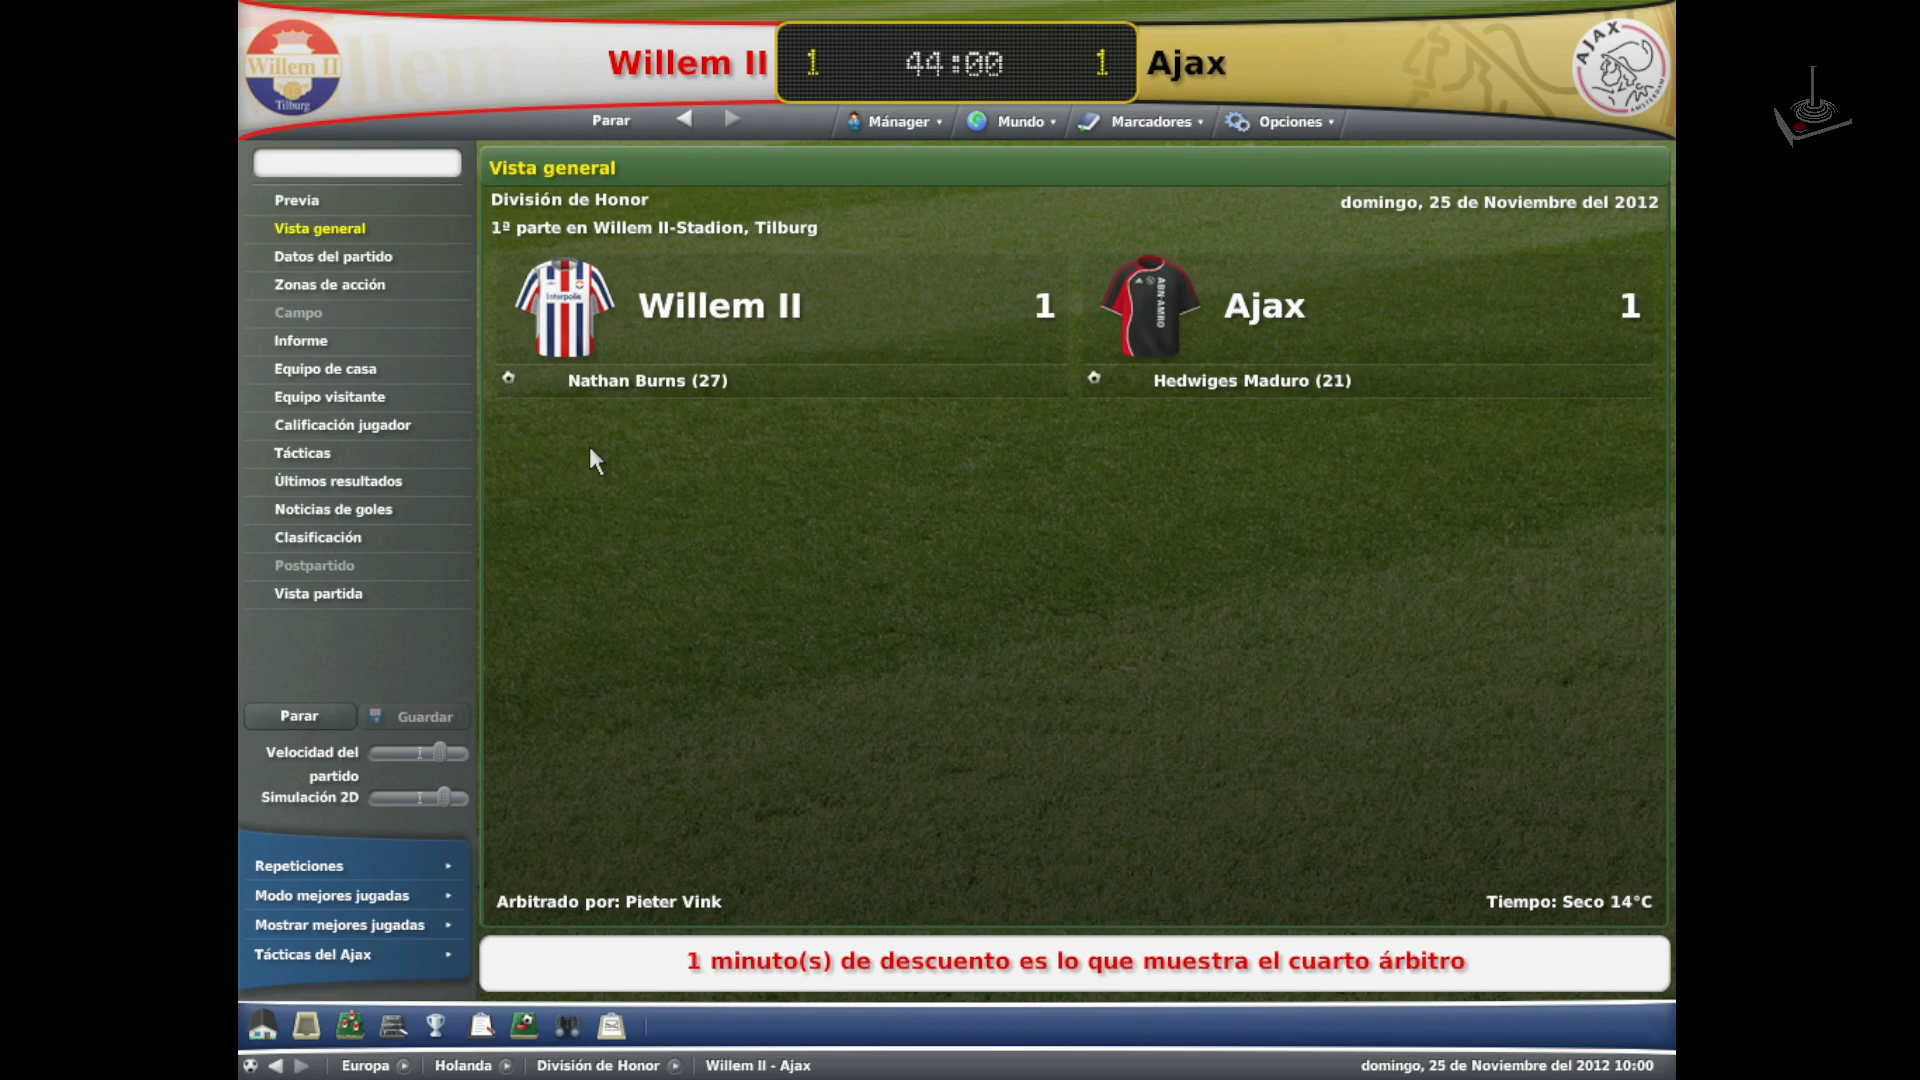 Willem II
Tilburg
Willem II 1 44:00 1 Ajax
AJAX
AMSTERDAM
Parar Mánager Mundo Marcadores Opciones
Previa
Vista general
Datos del partido
Zonas de acción
Campo
Informe
Equipo de casa
Equipo visitante
Calificación jugador
Tácticas
Últimos resultados
Noticias de goles
Clasificación
Postpartido
Vista partida
Parar Guardar
Velocidad del
partido
Simulación 2D
Repeticiones
Modo mejores jugadas
Mostrar mejores jugadas
Tácticas del Ajax
Vista general
División de Honor
domingo, 25 de Noviembre del 2012
1ª parte en Willem II-Stadion, Tilburg
Interpolis
Willem II 1
ABN·AMRO
Ajax 1
Nathan Burns (27)
Hedwiges Maduro (21)
Arbitrado por: Pieter Vink
Tiempo: Seco 14°C
1 minuto(s) de descuento es lo que muestra el cuarto árbitro
Europa Holanda División de Honor Willem II - Ajax
domingo, 25 de Noviembre del 2012 10:00